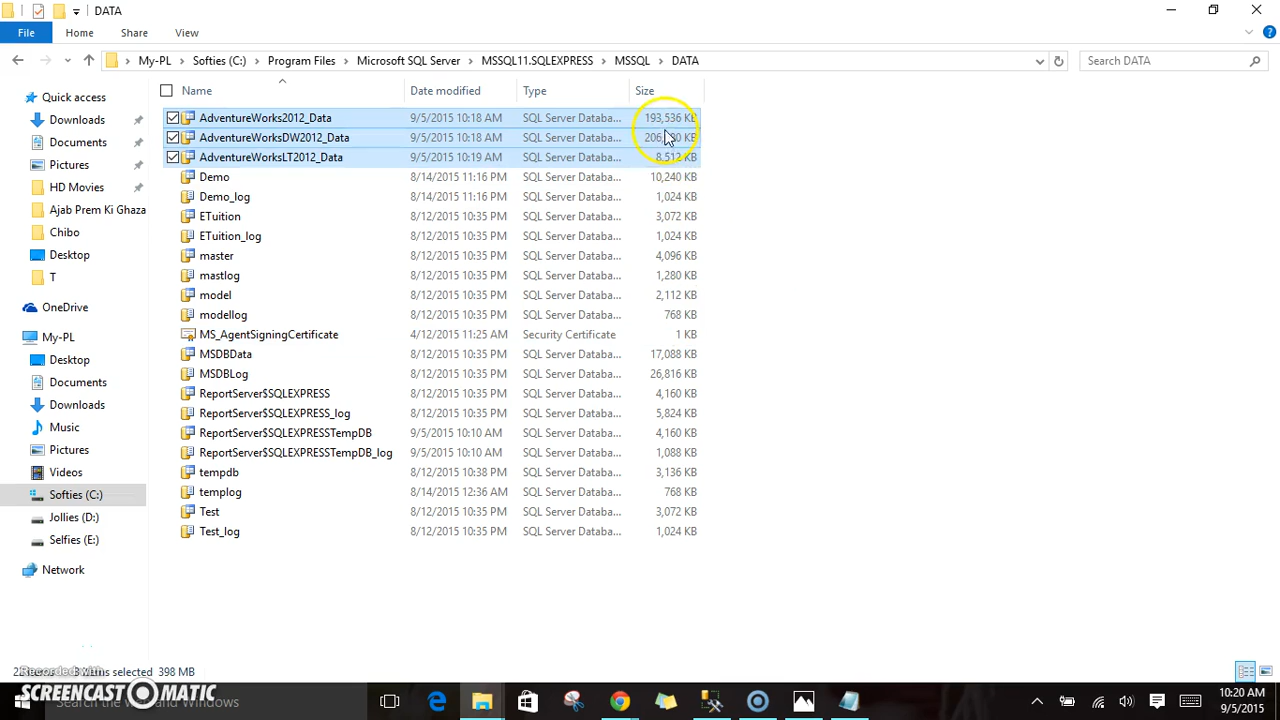 DATA
File Home Share View
My-PL Softies (C:) Program Files Microsoft SQL Server MSSQL11.SQLEXPRESS MSSQL DATA Search DATA
Name Date modified Type Size
Quick access
Downloads
Documents
Pictures
HD Movies
Ajab Prem Ki Ghaza
Chibo
Desktop
T
OneDrive
My-PL
Desktop
Documents
Downloads
Music
Pictures
Videos
Softies (C:)
Jollies (D:)
Selfies (E:)
Network
AdventureWorks2012_Data 9/5/2015 10:18 AM SQL Server Databa... 193,536 KB
AdventureWorksDW2012_Data 9/5/2015 10:18 AM SQL Server Databa... KB
AdventureWorksLT2012_Data 9/5/2015 10:19 AM SQL Server Databa... 8,512 KB
Demo 8/14/2015 11:16 PM SQL Server Databa... 10,240 KB
Demo_log 8/14/2015 11:16 PM SQL Server Databa... 1,024 KB
ETuition 8/12/2015 10:35 PM SQL Server Databa... 3,072 KB
ETuition_log 8/12/2015 10:35 PM SQL Server Databa... 1,024 KB
master 8/12/2015 10:35 PM SQL Server Databa... 4,096 KB
mastlog 8/12/2015 10:35 PM SQL Server Databa... 1,280 KB
model 8/12/2015 10:35 PM SQL Server Databa... 2,112 KB
modellog 8/12/2015 10:35 PM SQL Server Databa... 768 KB
MS_AgentSigningCertificate 4/12/2015 11:25 AM Security Certificate 1 KB
MSDBData 8/12/2015 10:35 PM SQL Server Databa... 17,088 KB
MSDBLog 8/12/2015 10:35 PM SQL Server Databa... 26,816 KB
ReportServer$SQLEXPRESS 8/12/2015 10:35 PM SQL Server Databa... 4,160 KB
ReportServer$SQLEXPRESS_log 8/12/2015 10:35 PM SQL Server Databa... 5,824 KB
ReportServer$SQLEXPRESSTempDB 9/5/2015 10:10 AM SQL Server Databa... 4,160 KB
ReportServer$SQLEXPRESSTempDB_log 9/5/2015 10:10 AM SQL Server Databa... 1,088 KB
tempdb 8/12/2015 10:38 PM SQL Server Databa... 3,136 KB
templog 8/14/2015 12:36 AM SQL Server Databa... 768 KB
Test 8/12/2015 10:35 PM SQL Server Databa... 3,072 KB
Test_log 8/12/2015 10:35 PM SQL Server Databa... 1,024 KB
selected 398 MB
Recorded with
SCREENCAST-O-MATIC
Search the web and Windows
10:20 AM
9/5/2015